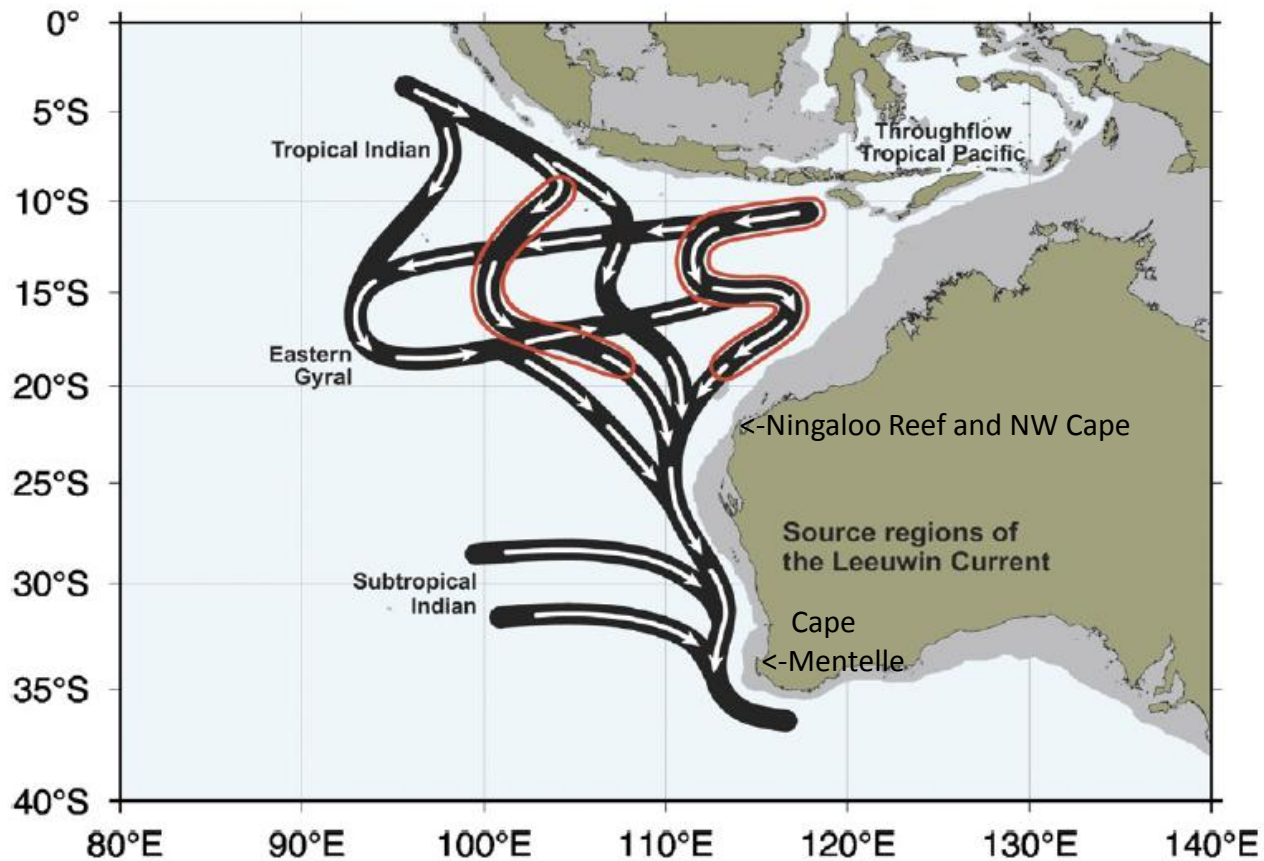 0°
5°S
10°S
15°S
20°S
25°S
30°S
35°S
40°S
Throughflow
Tropical Pacific
Tropical Indian
Eastern
Gyral
<-Ningaloo Reef and NW Cape
Source regions of
the Leeuwin Current
Subtropical
Indian
Cape
<-Mentelle
80°E 90°E 100°E 110°E 120°E 130°E 140°E